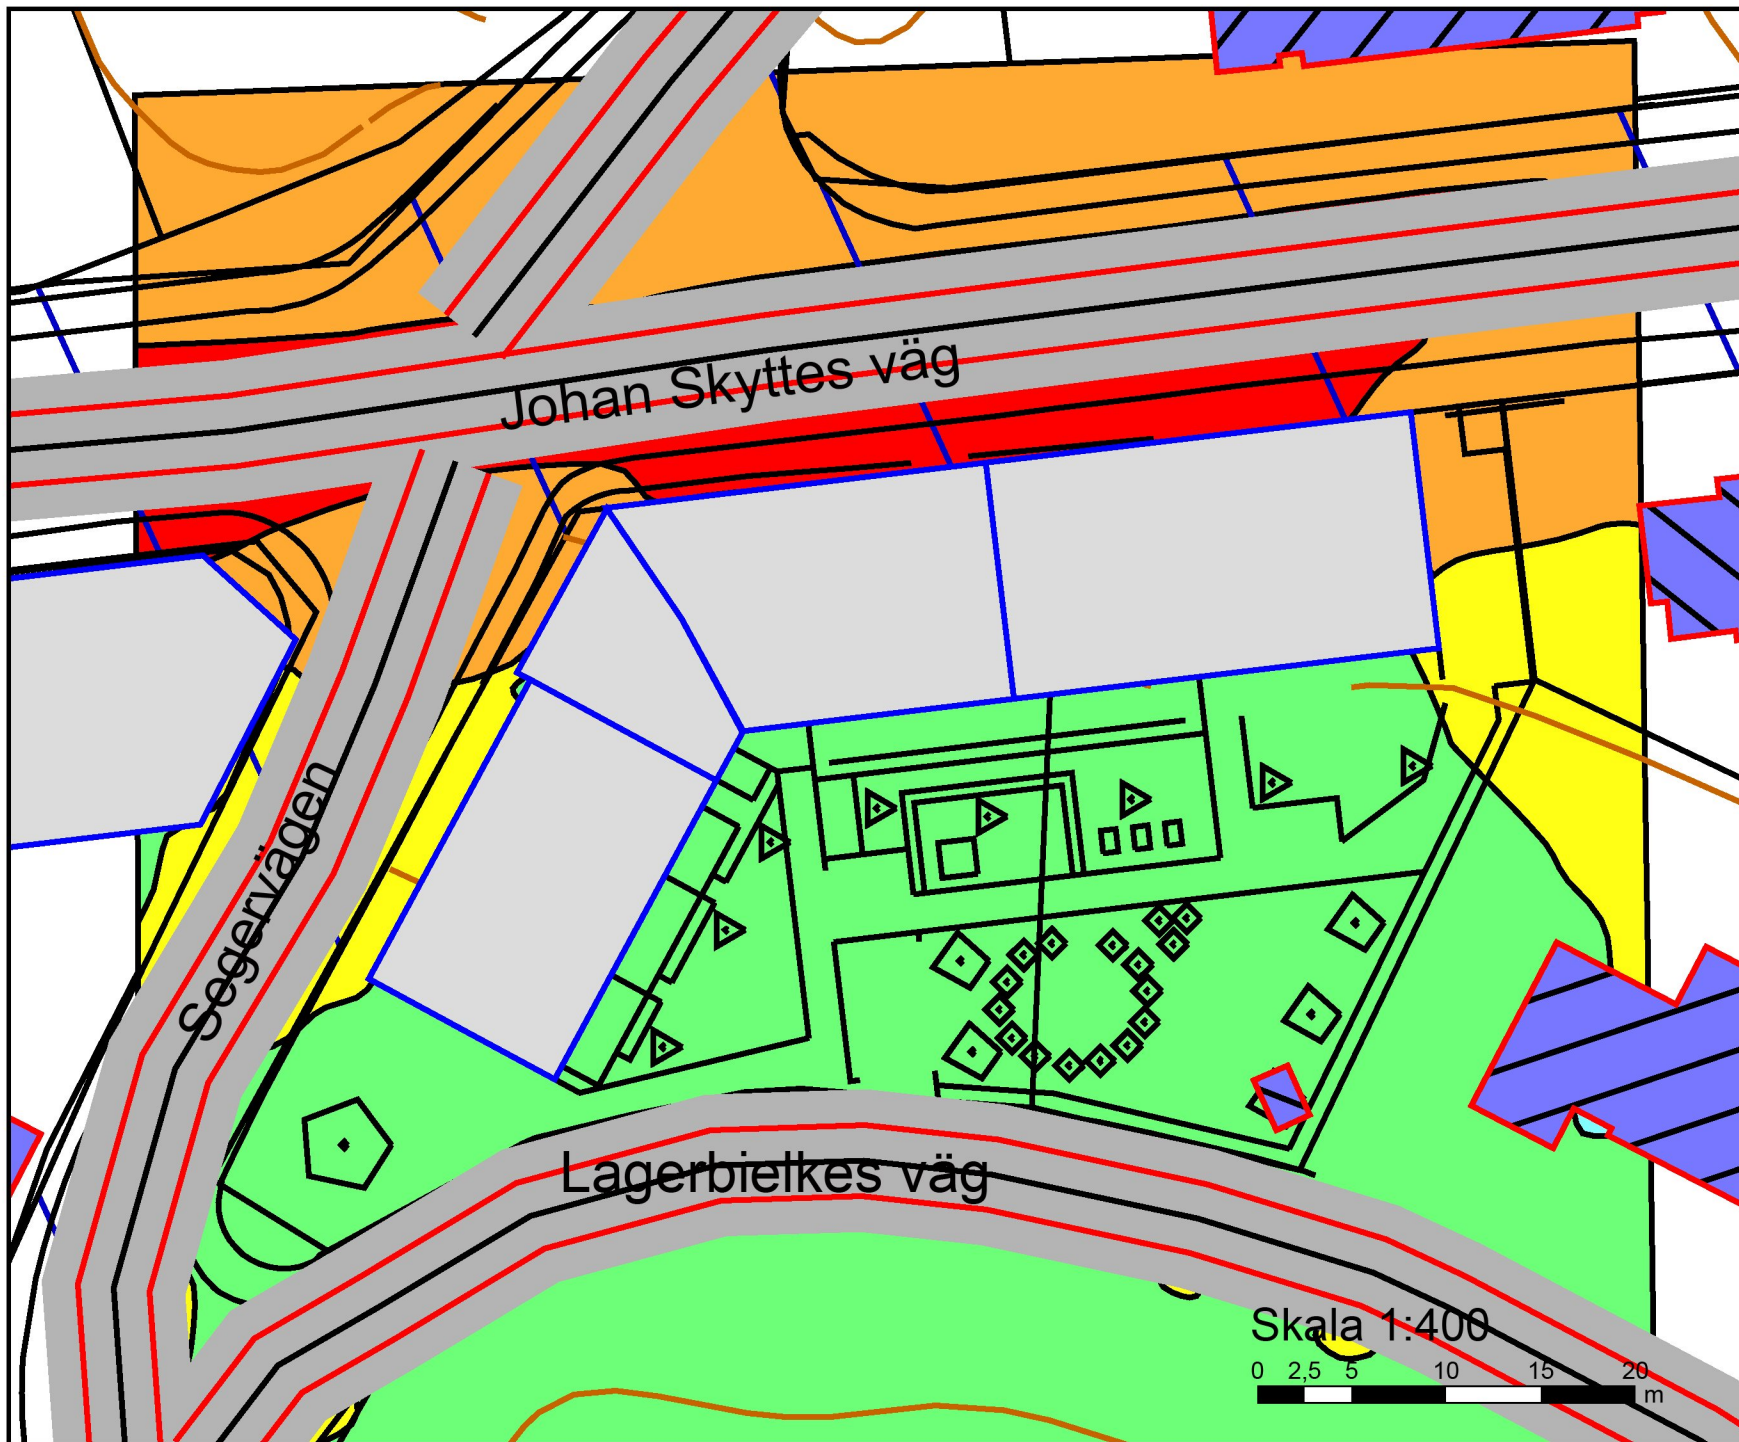 Johan Skyttes väg
Segervägen
Lagerbielkes väg
Skala 1:400
0 2,5 5 10 15 20
m